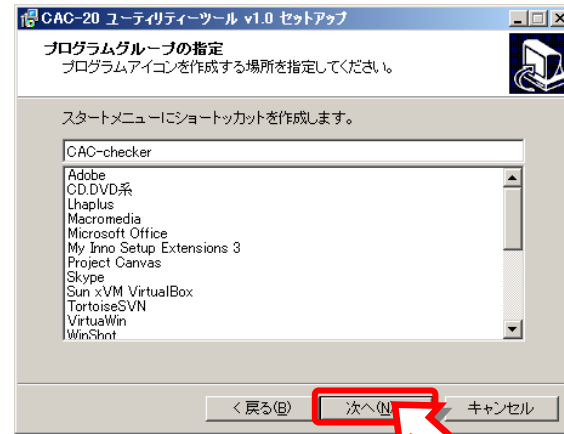 CAC-20 ユーティリティーツール v1.0 セットアップ
プログラムグループの指定
プログラムアイコンを作成する場所を指定してください。
スタートメニューにショートッカットを作成します。
CAC-checker
Adobe
CD.DVD系
Lhaplus
Macromedia
Microsoft Office
My Inno Setup Extensions 3
Project Canvas
Skype
Sun xVM VirtualBox
TortoiseSVN
VirtuaWin
WinShot
< 戻る(B)
次へ(N)
キャンセル